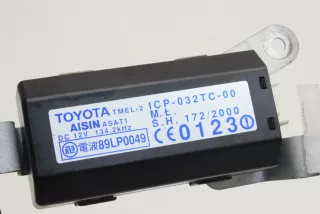 TOYOTA TMEL-2 ICP-032TC-00
AISIN ASAT1 M.Ł.
DC 12V 134.2kHz S.H. 172/2000
電波89LP0049 CE0123